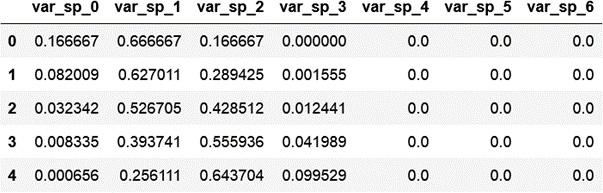 var_sp_0 var_sp_1 var_sp_2 var_sp_3 var_sp_4 var_sp_5 var_sp_6
0 0.166667 0.666667 0.166667 0.000000 0.0 0.0 0.0
1 0.082009 0.627011 0.289425 0.001555 0.0 0.0 0.0
2 0.032342 0.526705 0.428512 0.012441 0.0 0.0 0.0
3 0.008335 0.393741 0.555936 0.041989 0.0 0.0 0.0
4 0.000656 0.256111 0.643704 0.099529 0.0 0.0 0.0